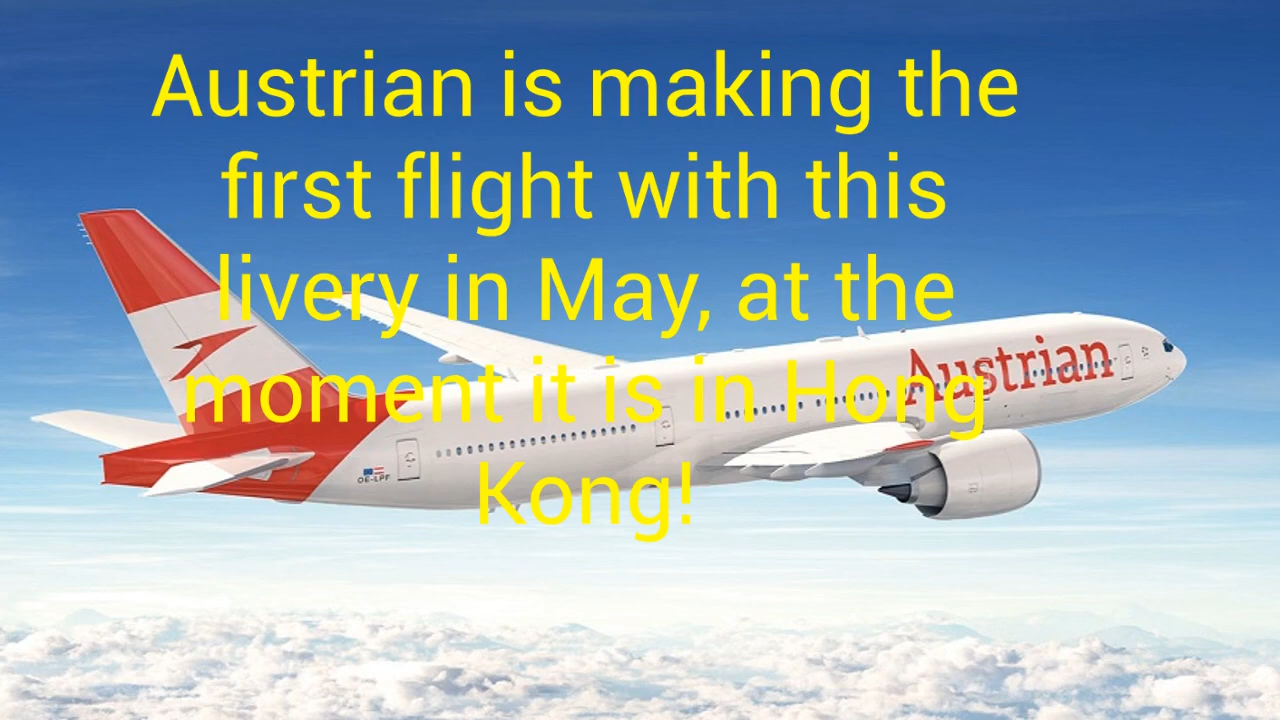 Austrian is making the
first flight with this
livery in May, at the
moment it is in Hong
Kong!
Austrian
OE-LPF